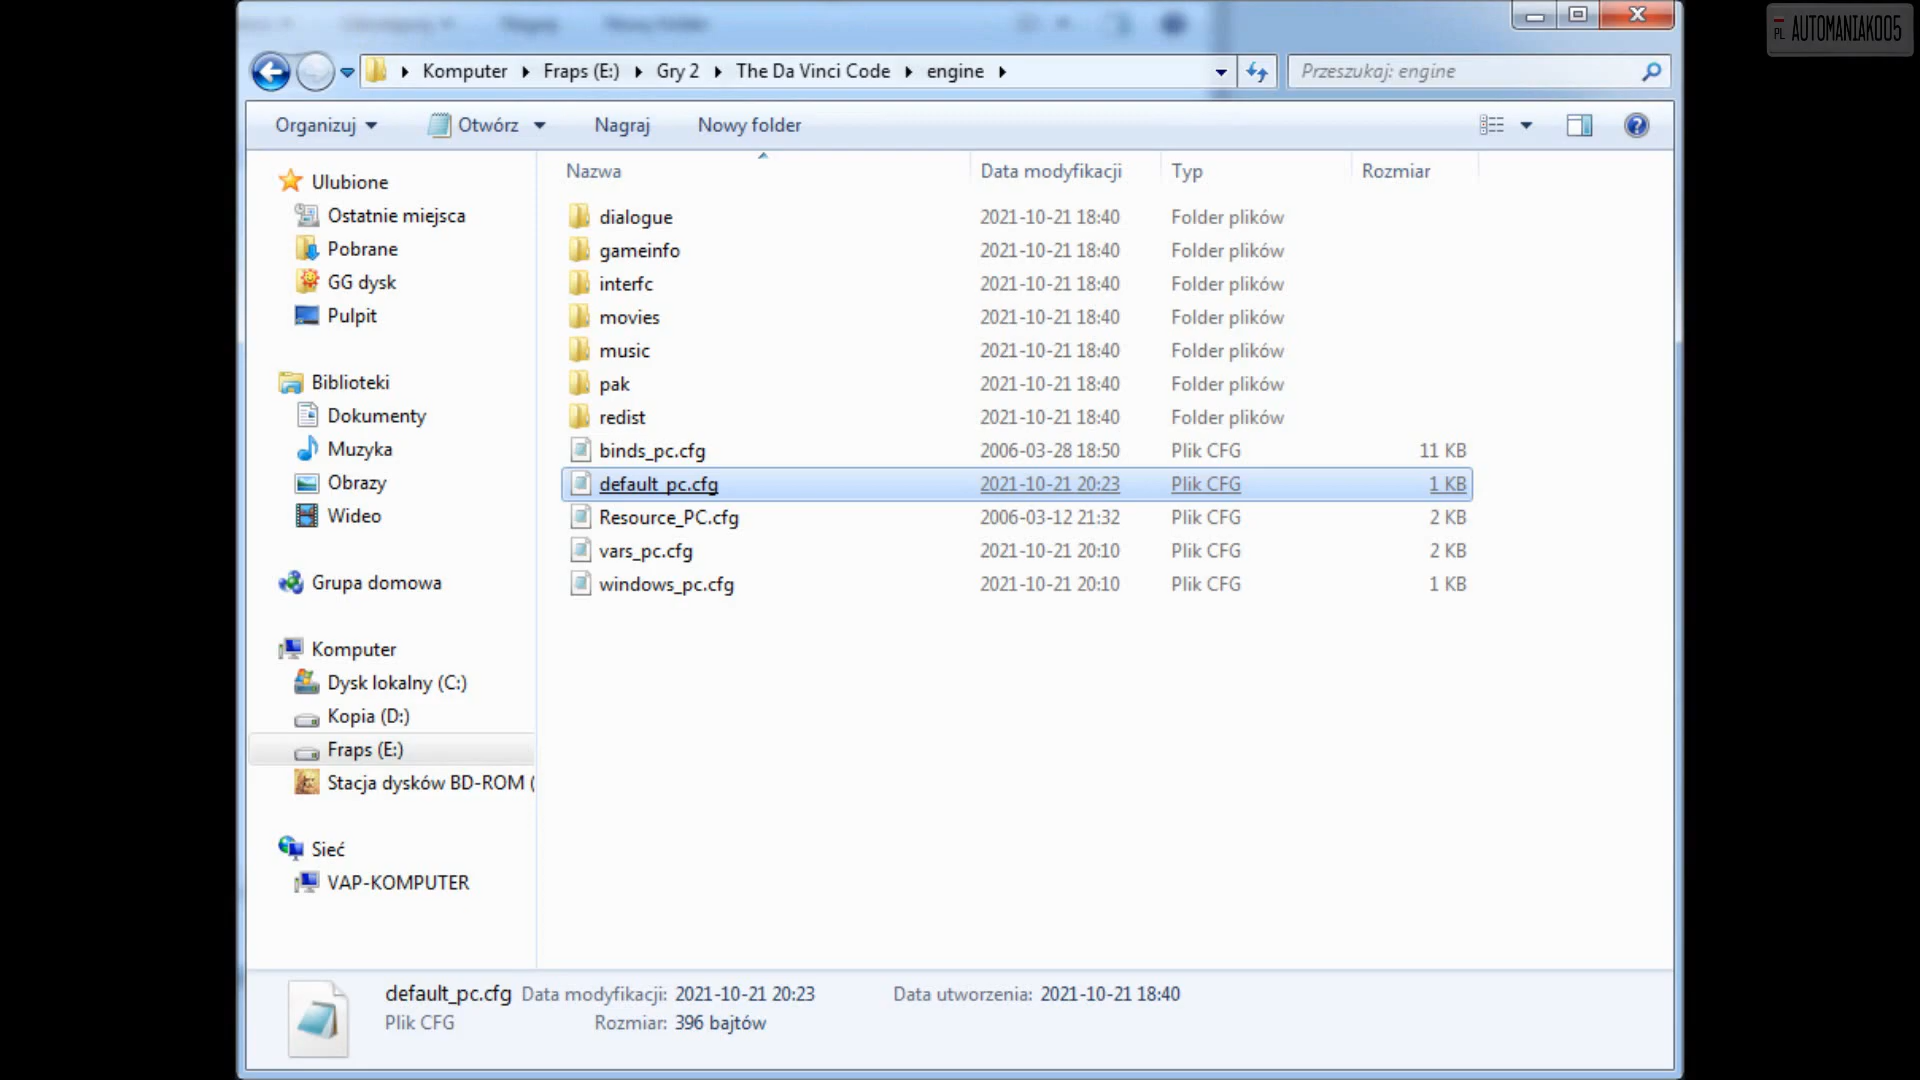 PL AUTOMANIAK005
Komputer Fraps (E:) Gry 2 The Da Vinci Code engine
Przeszukaj: engine
Organizuj Otwórz Nagraj Nowy folder
Nazwa Data modyfikacji Typ Rozmiar
Ulubione
Ostatnie miejsca
Pobrane
GG dysk
Pulpit
Biblioteki
Dokumenty
Muzyka
Obrazy
Wideo
Grupa domowa
Komputer
Dysk lokalny (C:)
Kopia (D:)
Fraps (E:)
Stacja dysków BD-ROM (
Sieć
VAP-KOMPUTER
dialogue 2021-10-21 18:40 Folder plików
gameinfo 2021-10-21 18:40 Folder plików
interfc 2021-10-21 18:40 Folder plików
movies 2021-10-21 18:40 Folder plików
music 2021-10-21 18:40 Folder plików
pak 2021-10-21 18:40 Folder plików
redist 2021-10-21 18:40 Folder plików
binds_pc.cfg 2006-03-28 18:50 Plik CFG 11 KB
default_pc.cfg 2021-10-21 20:23 Plik CFG 1 KB
Resource_PC.cfg 2006-03-12 21:32 Plik CFG 2 KB
vars_pc.cfg 2021-10-21 20:10 Plik CFG 2 KB
windows_pc.cfg 2021-10-21 20:10 Plik CFG 1 KB
default_pc.cfg Data modyfikacji: 2021-10-21 20:23 Data utworzenia: 2021-10-21 18:40
Plik CFG Rozmiar: 396 bajtów